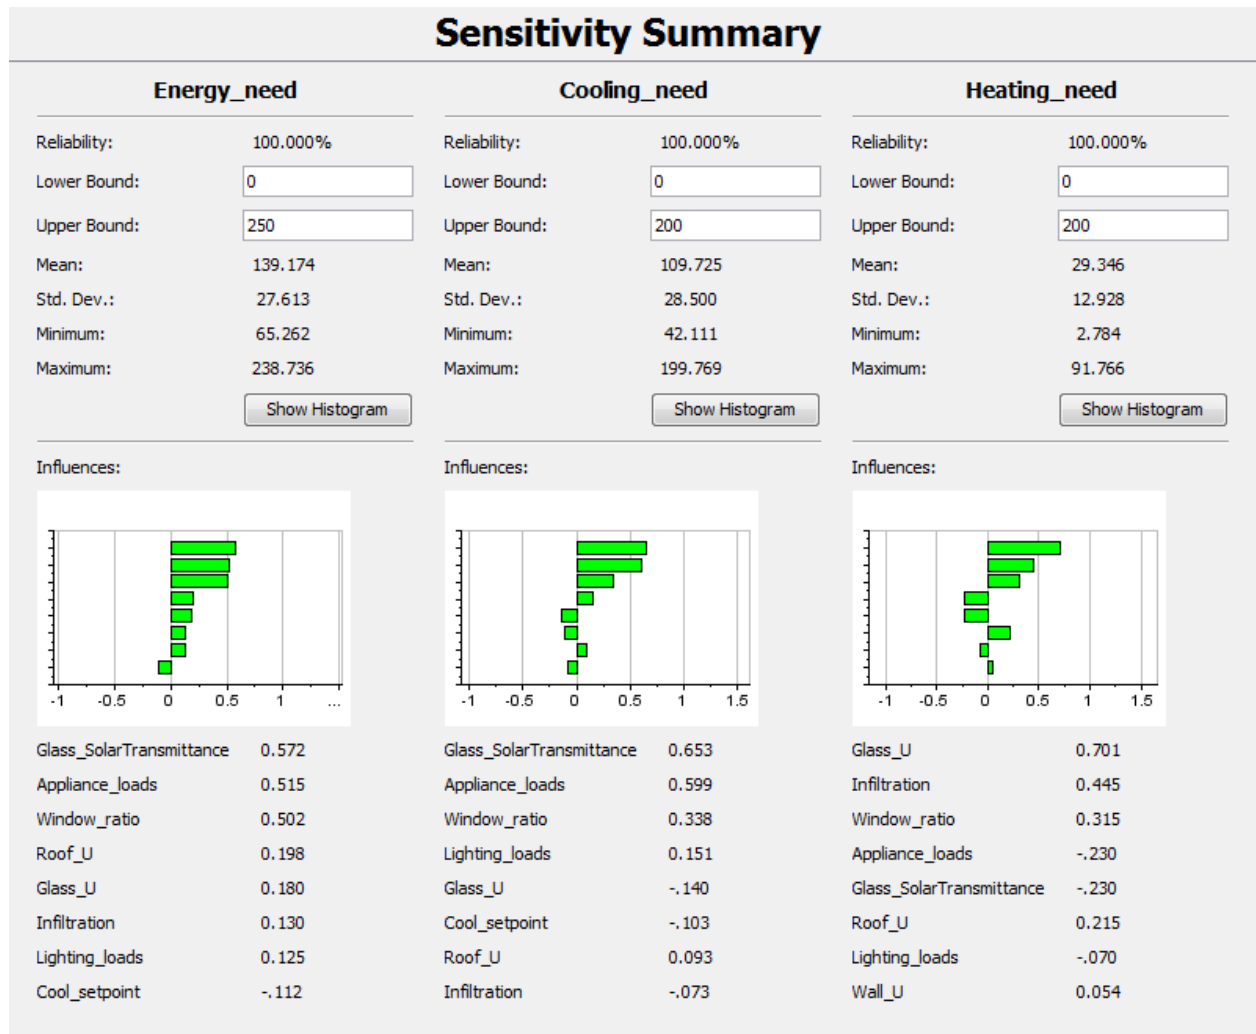 Sensitivity Summary
Energy_need
Reliability: 100.000%
Lower Bound: 0
Upper Bound: 250
Mean: 139.174
Std. Dev.: 27.613
Minimum: 65.262
Maximum: 238.736
Show Histogram
Influences:
-1 -0.5 0 0.5 1 ...
Glass_SolarTransmittance 0.572
Appliance_loads 0.515
Window_ratio 0.502
Roof_U 0.198
Glass_U 0.180
Infiltration 0.130
Lighting_loads 0.125
Cool_setpoint -.112
Cooling_need
Reliability: 100.000%
Lower Bound: 0
Upper Bound: 200
Mean: 109.725
Std. Dev.: 28.500
Minimum: 42.111
Maximum: 199.769
Show Histogram
Influences:
-1 -0.5 0 0.5 1 1.5
Glass_SolarTransmittance 0.653
Appliance_loads 0.599
Window_ratio 0.338
Lighting_loads 0.151
Glass_U -.140
Cool_setpoint -.103
Roof_U 0.093
Infiltration -.073
Heating_need
Reliability: 100.000%
Lower Bound: 0
Upper Bound: 200
Mean: 29.346
Std. Dev.: 12.928
Minimum: 2.784
Maximum: 91.766
Show Histogram
Influences:
-1 -0.5 0 0.5 1 1.5
Glass_U 0.701
Infiltration 0.445
Window_ratio 0.315
Appliance_loads -.230
Glass_SolarTransmittance -.230
Roof_U 0.215
Lighting_loads -.070
Wall_U 0.054